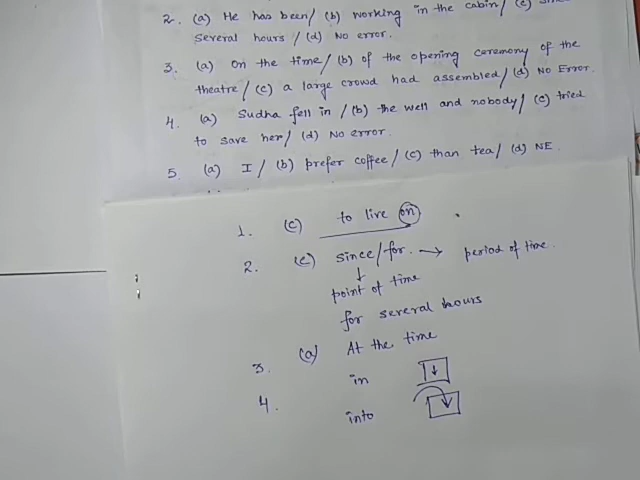 2. (a) He has been/ (b) working in the cabin/ (c) since
several hours / (d) No error.
3. (a) on the time/ (b) of the opening ceremony of the
theatre/ (c) a large crowd had assembled/ (d) No Error.
4. (a) Sudha fell in / (b) the well and nobody/ (c) tried
to save her/ (d) No error.
5. (a) I/ (b) prefer coffee/ (c) than tea/ (d) NE.
1. (c) to live on
2. (c) since/for. → period of time.
↓
point of time
for several hours
3. (a) At the time
4. in
into